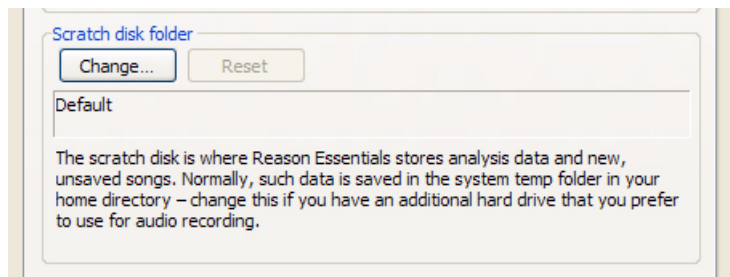 Scratch disk folder
Change... Reset
Default
The scratch disk is where Reason Essentials stores analysis data and new,
unsaved songs. Normally, such data is saved in the system temp folder in your
home directory – change this if you have an additional hard drive that you prefer
to use for audio recording.